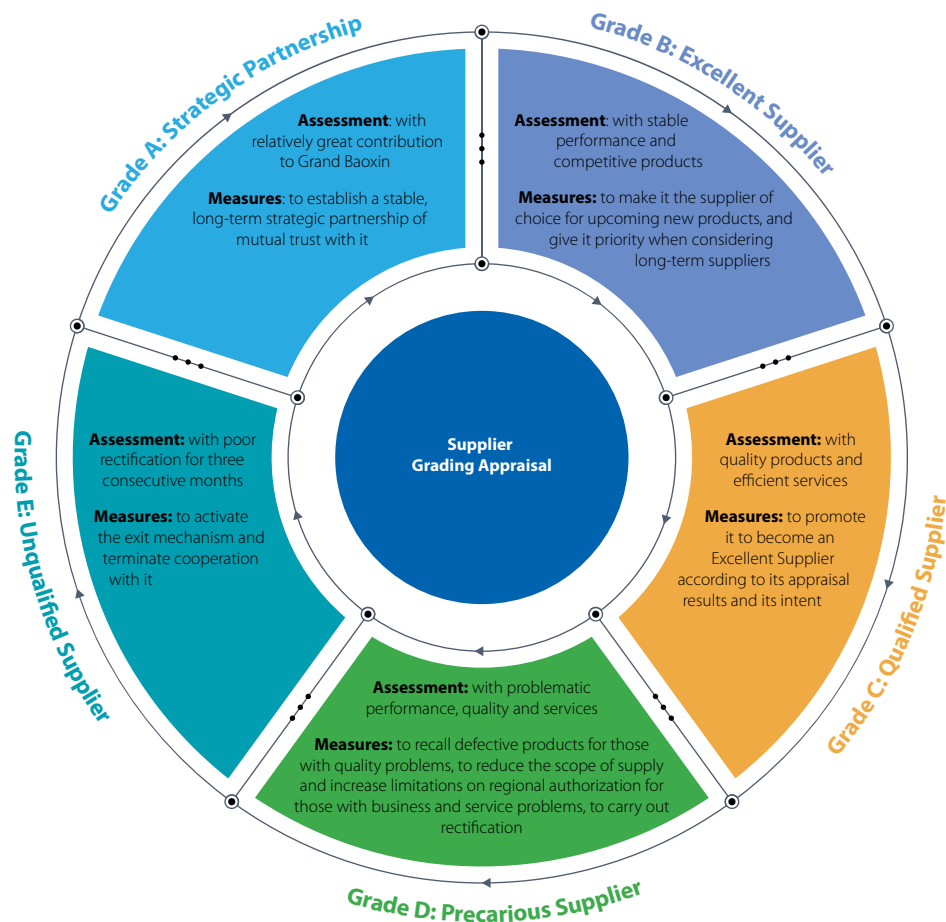 Grade A: Strategic Partnership
Assessment: with
relatively great contribution
to Grand Baoxin
Measures: to establish a stable,
long-term strategic partnership of
mutual trust with it
Grade B: Excellent Supplier
Assessment: with stable
performance and
competitive products
Measures: to make it the supplier of
choice for upcoming new products, and
give it priority when considering
long-term suppliers
Grade C: Qualified Supplier
Assessment: with
quality products and
efficient services
Measures: to promote
it to become an
Excellent Supplier
according to its appraisal
results and its intent
Grade D: Precarious Supplier
Assessment: with problematic
performance, quality and services
Measures: to recall defective products for those
with quality problems, to reduce the scope of supply
and increase limitations on regional authorization for
those with business and service problems, to carry out
rectification
Grade E: Unqualified Supplier
Assessment: with poor
rectification for three
consecutive months
Measures: to activate
the exit mechanism and
terminate cooperation
with it
Supplier
Grading Appraisal